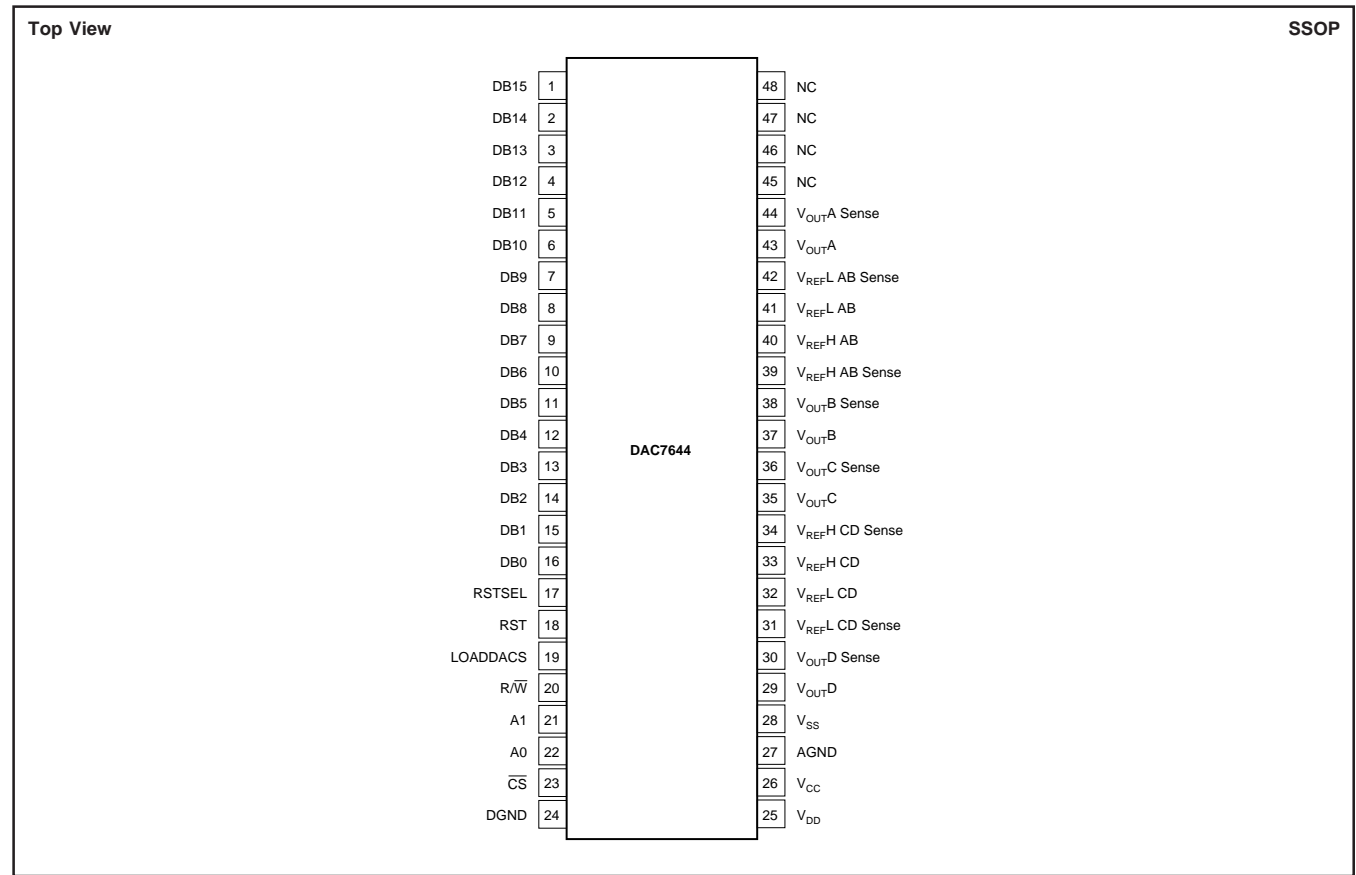 Top View SSOP
DB15 1 48 NC
DB14 2 47 NC
DB13 3 46 NC
DB12 4 45 NC
DB11 5 44 VOUTA Sense
DB10 6 43 VOUTA
DB9 7 42 VREFL AB Sense
DB8 8 41 VREFL AB
DB7 9 40 VREFH AB
DB6 10 39 VREFH AB Sense
DB5 11 38 VOUTB Sense
DB4 12 37 VOUTB
DAC7644
DB3 13 36 VOUTC Sense
DB2 14 35 VOUTC
DB1 15 34 VREFH CD Sense
DB0 16 33 VREFH CD
RSTSEL 17 32 VREFL CD
RST 18 31 VREFL CD Sense
LOADDACS 19 30 VOUTD Sense
R/W̅ 20 29 VOUTD
A1 21 28 VSS
A0 22 27 AGND
C̅S̅ 23 26 VCC
DGND 24 25 VDD